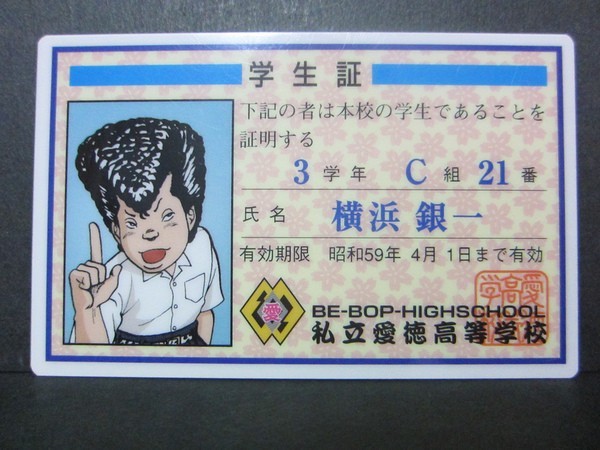 学生証
下記の者は本校の学生であることを
証明する
3 学年 C 組 21 番
氏名 横浜 銀一
有効期限 昭和59年 4月 1日まで有効
愛
BE-BOP-HIGHSCHOOL
私立愛徳高等学校